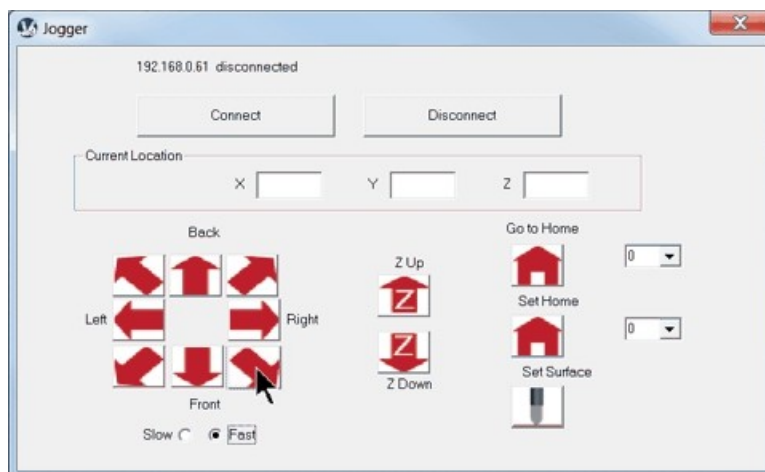 Jogger
192.168.0.61 disconnected
Connect Disconnect
Current Location
X Y Z
Back
Go to Home
0
Z Up
Z
Set Home
Left Right
0
Z
Z Down
Set Surface
Front
Slow Fast